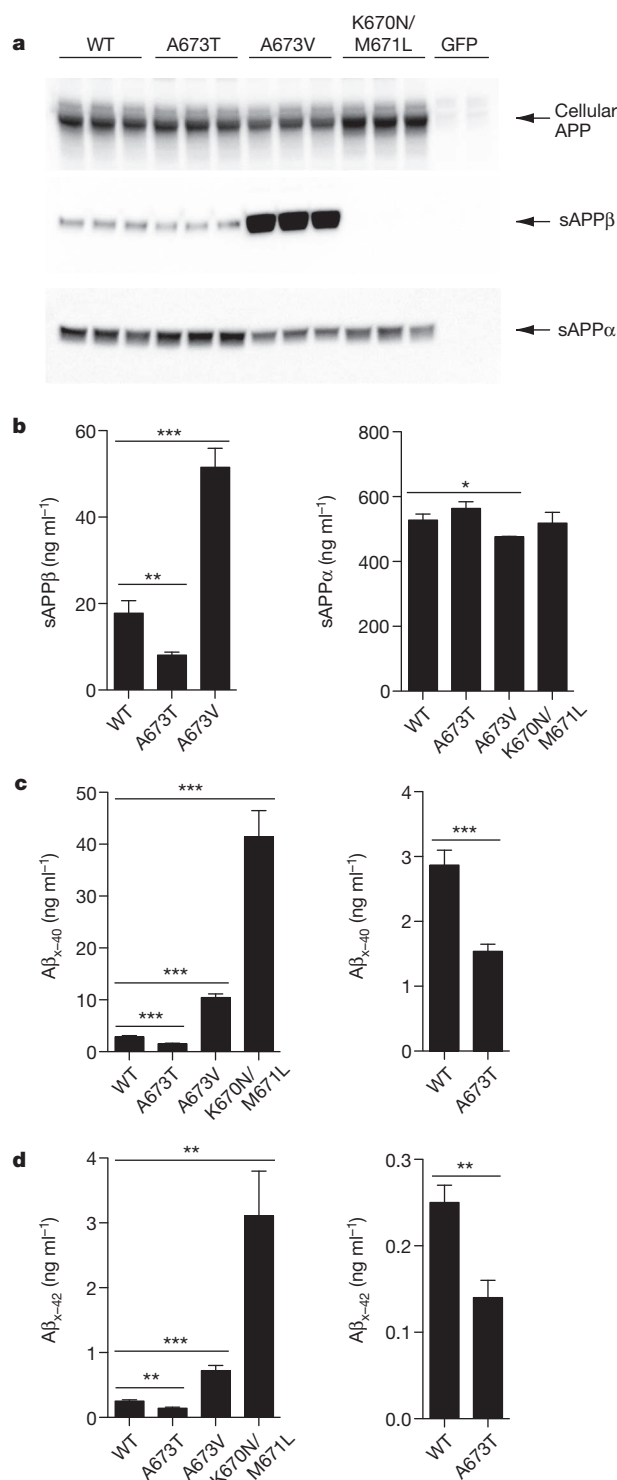 a
WT A673T A673V K670N/ M671L GFP
Cellular APP
sAPPβ
sAPPα
b
sAPPβ (ng ml⁻¹)
60
40
20
0
***
**
WT A673T A673V
sAPPα (ng ml⁻¹)
800
600
400
200
0
*
WT A673T A673V K670N/ M671L
c
Aβx–40 (ng ml⁻¹)
50
40
30
20
10
0
***
***
***
WT A673T A673V K670N/ M671L
Aβx–40 (ng ml⁻¹)
4
3
2
1
0
***
WT A673T
d
Aβx–42 (ng ml⁻¹)
4
3
2
1
0
**
***
**
WT A673T A673V K670N/ M671L
Aβx–42 (ng ml⁻¹)
0.3
0.2
0.1
0.0
**
WT A673T